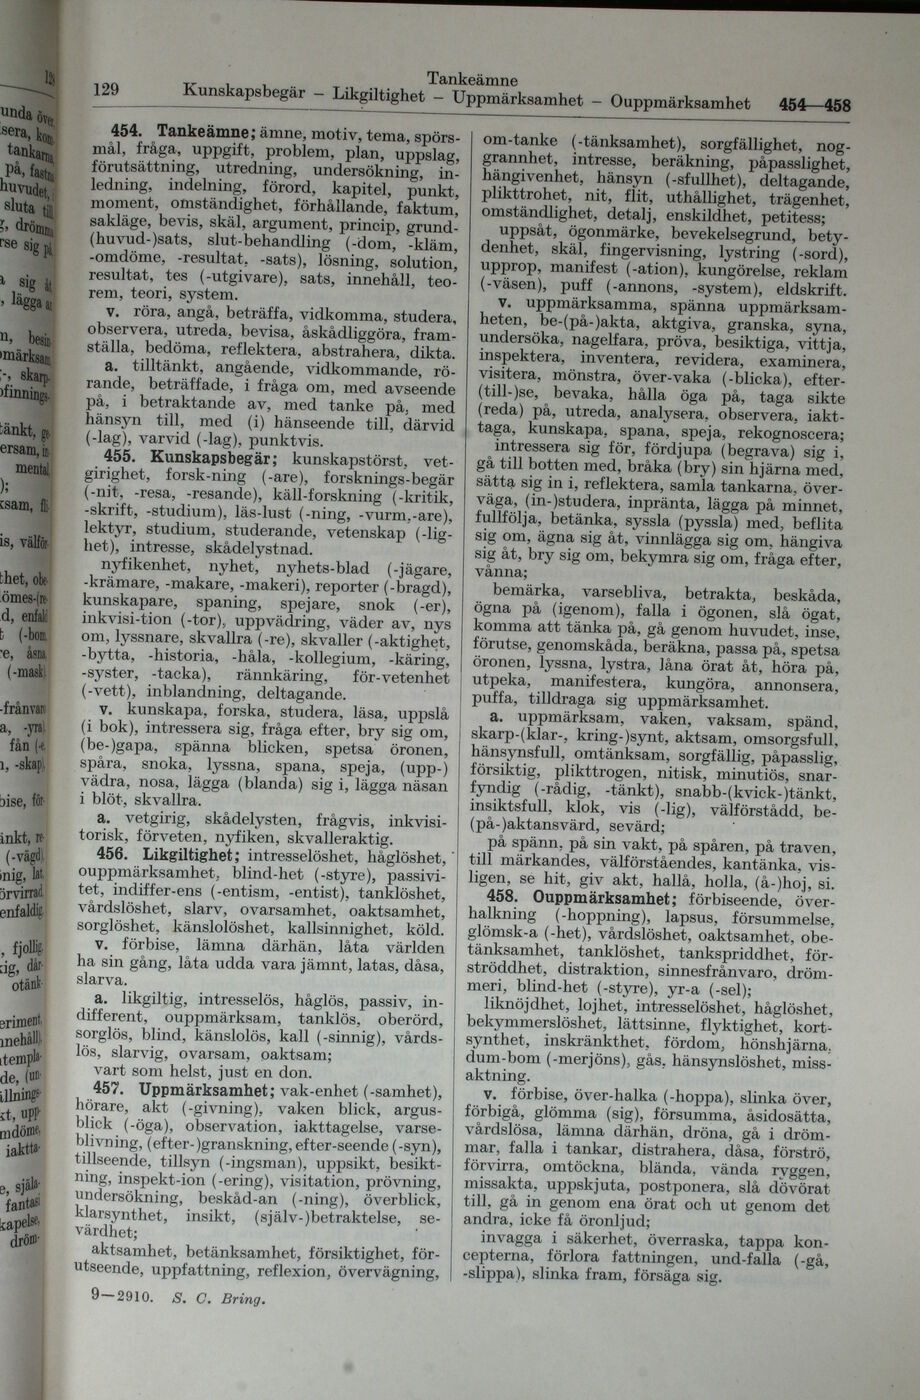 Tankeämne
129 Kunskapsbegär – Likgiltighet – Uppmärksamhet – Ouppmärksamhet 454—458
454. Tankeämne; ämne, motiv, tema, spörs-
mål, fråga, uppgift, problem, plan, uppslag,
förutsättning, utredning, undersökning, in-
ledning, indelning, förord, kapitel, punkt,
moment, omständighet, förhållande, faktum,
sakläge, bevis, skäl, argument, princip, grund-
(huvud-)sats, slut-behandling (-dom, -kläm,
-omdöme, -resultat, -sats), lösning, solution,
resultat, tes (-utgivare), sats, innehåll, teo-
rem, teori, system.
v. röra, angå, beträffa, vidkomma, studera,
observera, utreda, bevisa, åskådliggöra, fram-
ställa, bedöma, reflektera, abstrahera, dikta.
a. tilltänkt, angående, vidkommande, rö-
rande, beträffade, i fråga om, med avseende
på, i betraktande av, med tanke på, med
hänsyn till, med (i) hänseende till, därvid
(-lag), varvid (-lag), punktvis.
455. Kunskapsbegär; kunskapstörst, vet-
girighet, forsk-ning (-are), forsknings-begär
(-nit, -resa, -resande), käll-forskning (-kritik,
-skrift, -studium), läs-lust (-ning, -vurm,-are),
lektyr, studium, studerande, vetenskap (-lig-
het), intresse, skådelystnad.
nyfikenhet, nyhet, nyhets-blad (-jägare,
-krämare, -makare, -makeri), reporter (-bragd),
kunskapare, spaning, spejare, snok (-er),
inkvisi-tion (-tor), uppvädring, väder av, nys
om, lyssnare, skvallra (-re), skvaller (-aktighet,
-bytta, -historia, -håla, -kollegium, -käring,
-syster, -tacka), rännkäring, för-vetenhet
(-vett), inblandning, deltagande.
v. kunskapa, forska, studera, läsa, uppslå
(i bok), intressera sig, fråga efter, bry sig om,
(be-)gapa, spänna blicken, spetsa öronen,
spåra, snoka, lyssna, spana, speja, (upp-)
vädra, nosa, lägga (blanda) sig i, lägga näsan
i blöt, skvallra.
a. vetgirig, skådelysten, frågvis, inkvisi-
torisk, förveten, nyfiken, skvalleraktig.
456. Likgiltighet; intresselöshet, håglöshet,
ouppmärksamhet, blind-het (-styre), passivi-
tet, indiffer-ens (-entism, -entist), tanklöshet,
vårdslöshet, slarv, ovarsamhet, oaktsamhet,
sorglöshet, känslolöshet, kallsinnighet, köld.
v. förbise, lämna därhän, låta världen
ha sin gång, låta udda vara jämnt, latas, dåsa,
slarva.
a. likgiltig, intresselös, håglös, passiv, in-
different, ouppmärksam, tanklös, oberörd,
sorglös, blind, känslolös, kall (-sinnig), vårds-
lös, slarvig, ovarsam, oaktsam;
vart som helst, just en don.
457. Uppmärksamhet; vak-enhet (-samhet),
hörare, akt (-givning), vaken blick, argus-
blick (-öga), observation, iakttagelse, varse-
blivning, (efter-)granskning, efter-seende (-syn),
tillseende, tillsyn (-ingsman), uppsikt, besikt-
ning, inspekt-ion (-ering), visitation, prövning,
undersökning, beskåd-an (-ning), överblick,
klarsynthet, insikt, (själv-)betraktelse, se-
värdhet;
aktsamhet, betänksamhet, försiktighet, för-
utseende, uppfattning, reflexion, övervägning,
9—2910. S. C. Bring.
om-tanke (-tänksamhet), sorgfällighet, nog-
grannhet, intresse, beräkning, påpasslighet,
hängivenhet, hänsyn (-sfullhet), deltagande,
plikttrohet, nit, flit, uthållighet, trägenhet,
omständlighet, detalj, enskildhet, petitess;
uppsåt, ögonmärke, bevekelsegrund, bety-
denhet, skäl, fingervisning, lystring (-sord),
upprop, manifest (-ation), kungörelse, reklam
(-väsen), puff (-annons, -system), eldskrift.
v. uppmärksamma, spänna uppmärksam-
heten, be-(på-)akta, aktgiva, granska, syna,
undersöka, nagelfara, pröva, besiktiga, vittja,
inspektera, inventera, revidera, examinera,
visitera, mönstra, över-vaka (-blicka), efter-
(till-)se, bevaka, hålla öga på, taga sikte
(reda) på, utreda, analysera, observera, iakt-
taga, kunskapa, spana, speja, rekognoscera;
intressera sig för, fördjupa (begrava) sig i,
gå till botten med, bråka (bry) sin hjärna med,
sätta sig in i, reflektera, samla tankarna, över-
väga, (in-)studera, inpränta, lägga på minnet,
fullfölja, betänka, syssla (pyssla) med, beflita
sig om, ägna sig åt, vinnlägga sig om, hängiva
sig åt, bry sig om, bekymra sig om, fråga efter,
vånna;
bemärka, varsebliva, betrakta, beskåda,
ögna på (igenom), falla i ögonen, slå ögat,
komma att tänka på, gå genom huvudet, inse,
förutse, genomskåda, beräkna, passa på, spetsa
öronen, lyssna, lystra, låna örat åt, höra på,
utpeka, manifestera, kungöra, annonsera,
puffa, tilldraga sig uppmärksamhet.
a. uppmärksam, vaken, vaksam, spänd,
skarp-(klar-, kring-)synt, aktsam, omsorgsfull,
hänsynsfull, omtänksam, sorgfällig, påpasslig,
försiktig, plikttrogen, nitisk, minutiös, snar-
fyndig (-rådig, -tänkt), snabb-(kvick-)tänkt,
insiktsfull, klok, vis (-lig), välförstådd, be-
(på-)aktansvärd, sevärd;
på spänn, på sin vakt, på spåren, på traven,
till märkandes, välförståendes, kantänka, vis-
ligen, se hit, giv akt, hallå, holla, (å-)hoj, si.
458. Ouppmärksamhet; förbiseende, över-
halkning (-hoppning), lapsus, försummelse,
glömsk-a (-het), vårdslöshet, oaktsamhet, obe-
tänksamhet, tanklöshet, tankspriddhet, för-
ströddhet, distraktion, sinnesfrånvaro, dröm-
meri, blind-het (-styre), yr-a (-sel);
liknöjdhet, lojhet, intresselöshet, håglöshet,
bekymmerslöshet, lättsinne, flyktighet, kort-
synthet, inskränkthet, fördom, hönshjärna,
dum-bom (-merjöns), gås, hänsynslöshet, miss-
aktning.
v. förbise, över-halka (-hoppa), slinka över,
förbigå, glömma (sig), försumma, åsidosätta,
vårdslösa, lämna därhän, dröna, gå i dröm-
mar, falla i tankar, distrahera, dåsa, förströ,
förvirra, omtöckna, blända, vända ryggen,
missakta, uppskjuta, postponera, slå dövörat
till, gå in genom ena örat och ut genom det
andra, icke få öronljud;
invagga i säkerhet, överraska, tappa kon-
cepterna, förlora fattningen, und-falla (-gå,
-slippa), slinka fram, försäga sig.